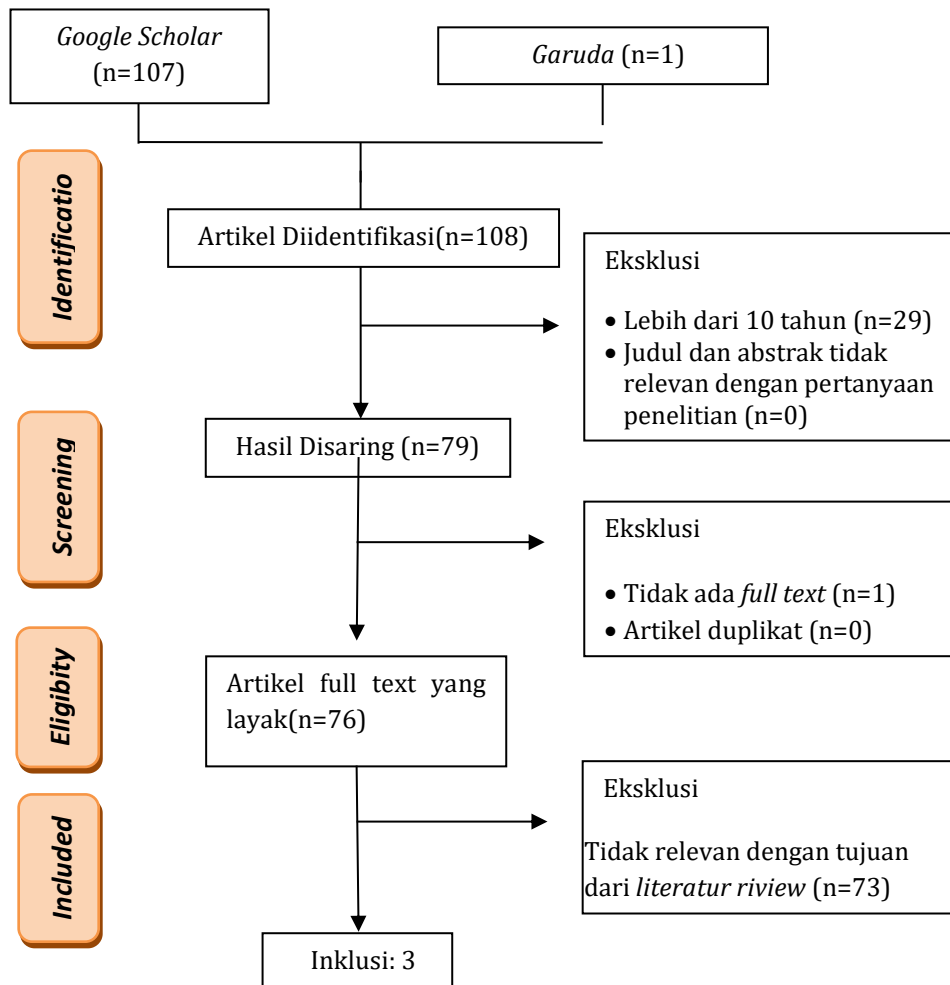 Google Scholar
(n=107)
Garuda (n=1)
Identificatio
Artikel Diidentifikasi(n=108)
Eksklusi
• Lebih dari 10 tahun (n=29)
• Judul dan abstrak tidak
relevan dengan pertanyaan
penelitian (n=0)
Screening
Hasil Disaring (n=79)
Eksklusi
• Tidak ada full text (n=1)
• Artikel duplikat (n=0)
Eligibity
Artikel full text yang
layak(n=76)
Eksklusi
Tidak relevan dengan tujuan
dari literatur riview (n=73)
Included
Inklusi: 3